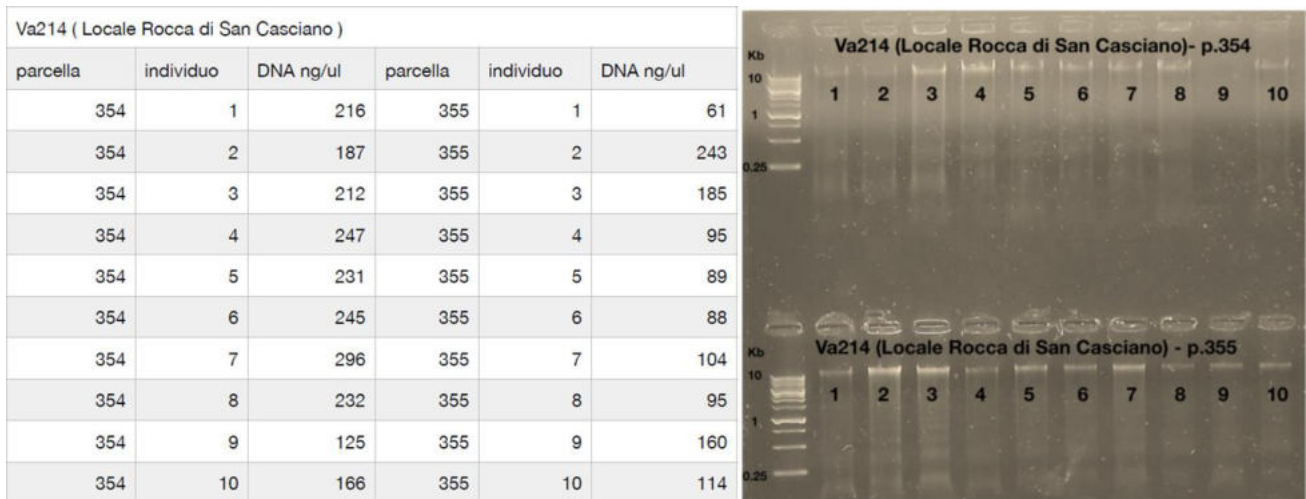 Va214 ( Locale Rocca di San Casciano )
parcella individuo DNA ng/ul parcella individuo DNA ng/ul
354 1 216 355 1 61
354 2 187 355 2 243
354 3 212 355 3 185
354 4 247 355 4 95
354 5 231 355 5 89
354 6 245 355 6 88
354 7 296 355 7 104
354 8 232 355 8 95
354 9 125 355 9 160
354 10 166 355 10 114
Va214 (Locale Rocca di San Casciano)- p.354
Kb
10
1 2 3 4 5 6 7 8 9 10
1
0.25
Va214 (Locale Rocca di San Casciano) - p.355
Kb
10
1 2 3 4 5 6 7 8 9 10
1
0.25